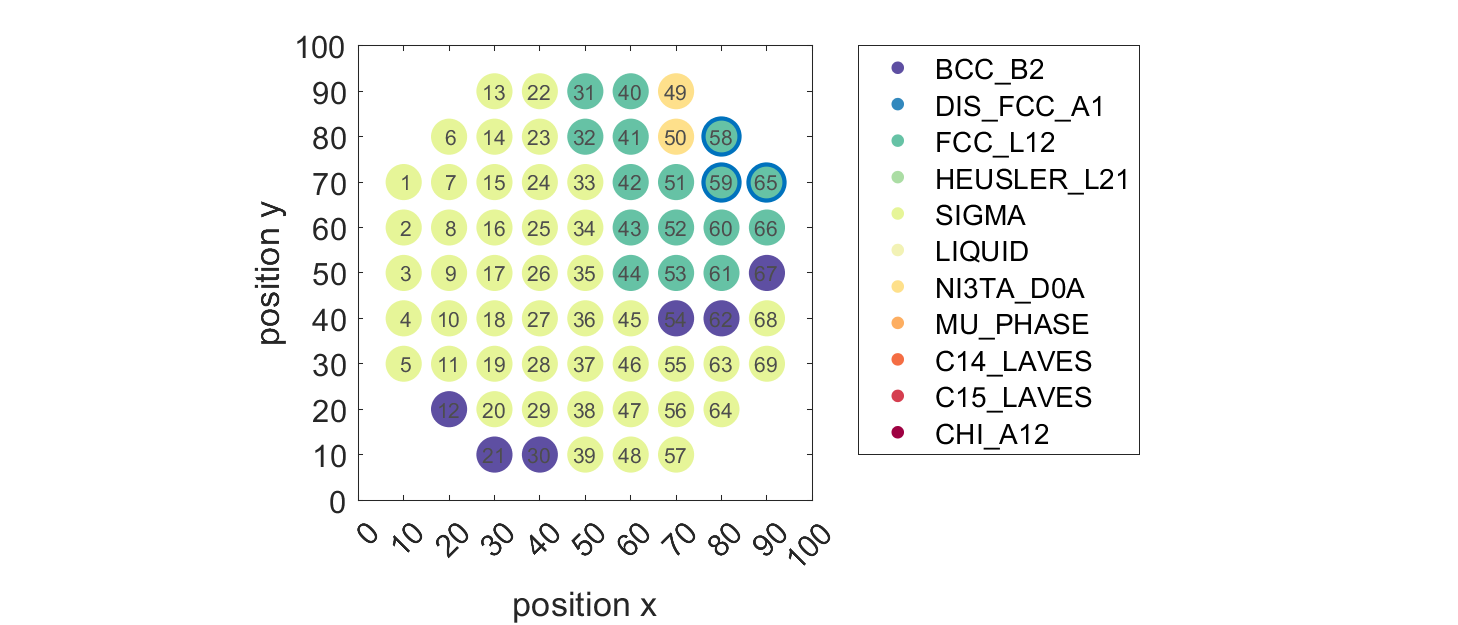 100
90 13 22 31 40 49
80 6 14 23 32 41 50 58
70 1 7 15 24 33 42 51 59 65
60 2 8 16 25 34 43 52 60 66
50 3 9 17 26 35 44 53 61 67
40 4 10 18 27 36 45 54 62 68
30 5 11 19 28 37 46 55 63 69
20 12 20 29 38 47 56 64
10 21 30 39 48 57
0
0 10 20 30 40 50 60 70 80 90 100
position x
position y
BCC_B2
DIS_FCC_A1
FCC_L12
HEUSLER_L21
SIGMA
LIQUID
NI3TA_D0A
MU_PHASE
C14_LAVES
C15_LAVES
CHI_A12